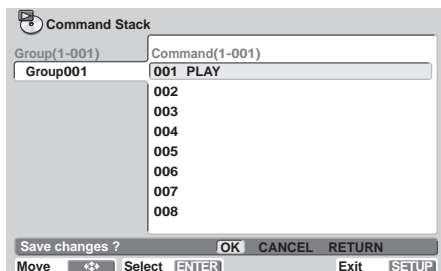 Command Stack
Group(1-001) Command(1-001)
Group001 001 PLAY
002
003
004
005
006
007
008
Save changes ? OK CANCEL RETURN
Move Select ENTER Exit SETUP